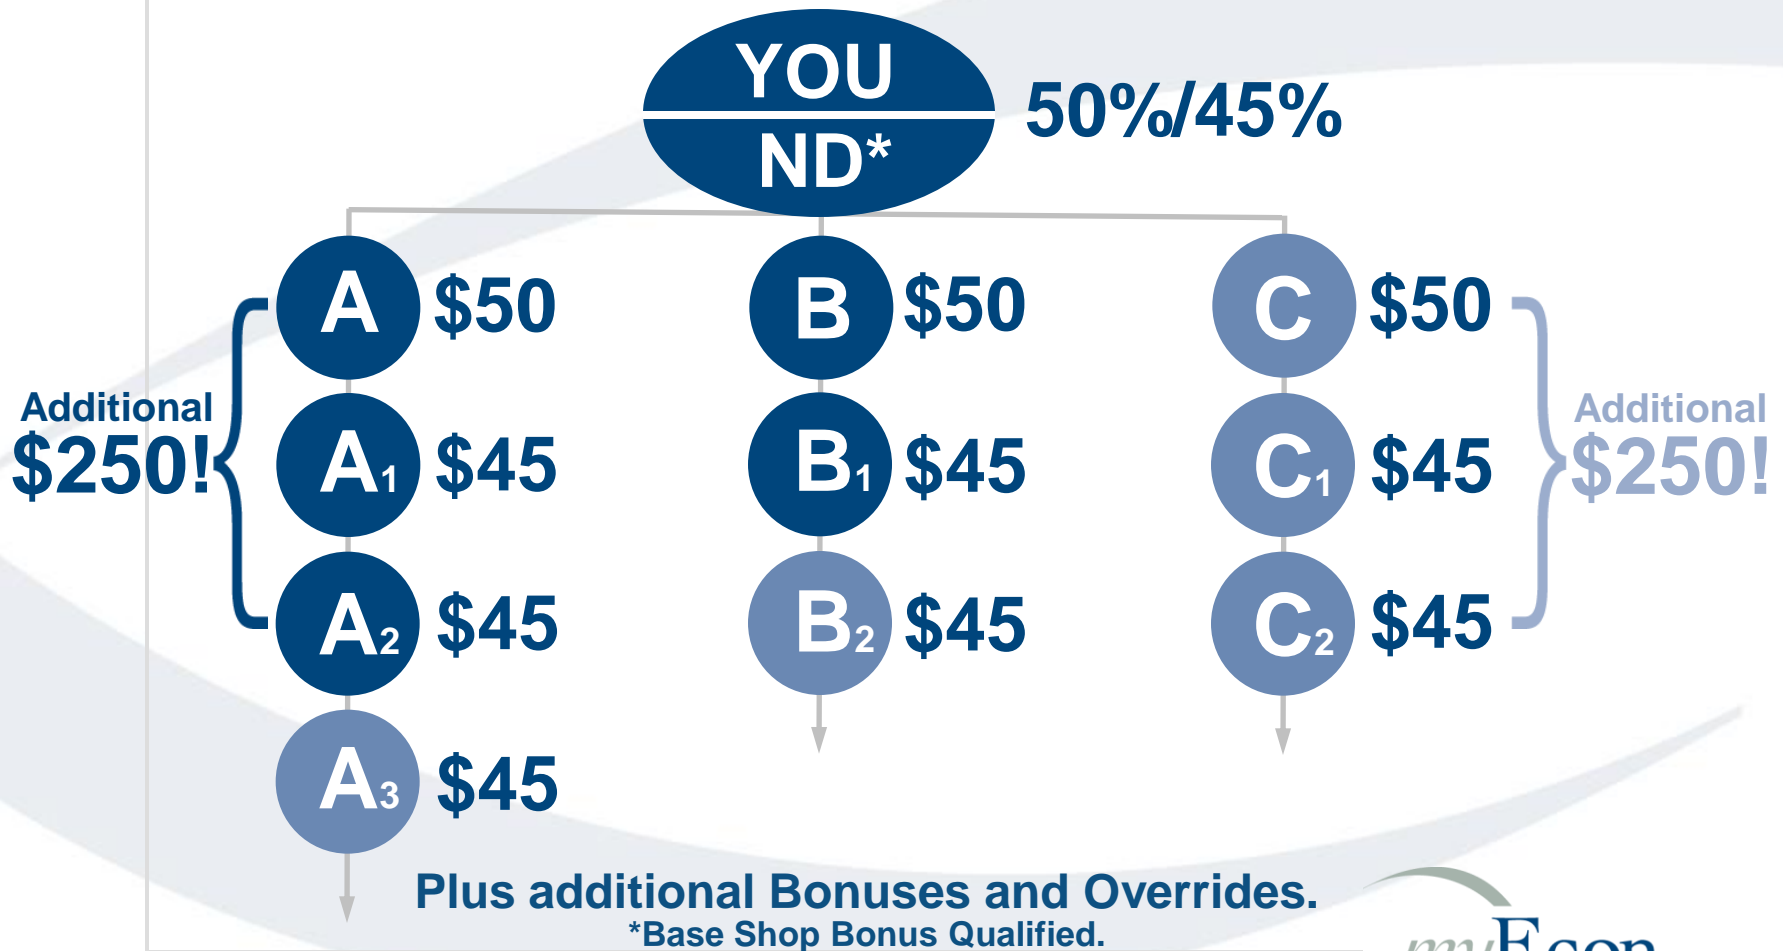 YOU
ND*
50%/45%
A $50 B $50 C $50
Additional
$250!
A1 $45 B1 $45 C1 $45
Additional
$250!
A2 $45 B2 $45 C2 $45
A3 $45
Plus additional Bonuses and Overrides.
*Base Shop Bonus Qualified.
myEcon